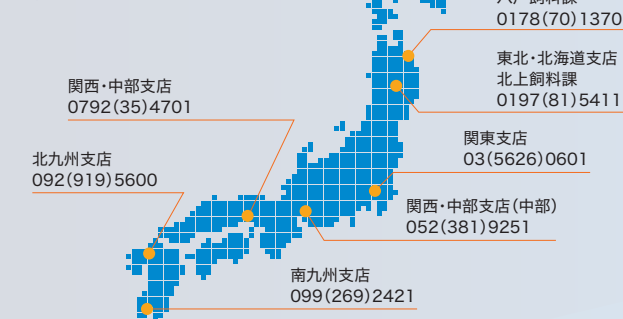 0178(70)1370
東北・北海道支店
北上飼料課
0197(81)5411
関西・中部支店
0792(35)4701
関東支店
03(5626)0601
北九州支店
092(919)5600
関西・中部支店(中部)
052(381)9251
南九州支店
099(269)2421